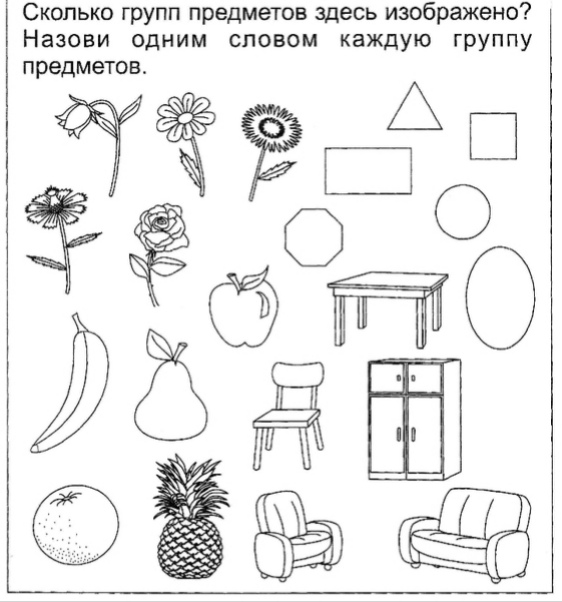 Сколько групп предметов здесь изображено?
Назови одним словом каждую группу
предметов.